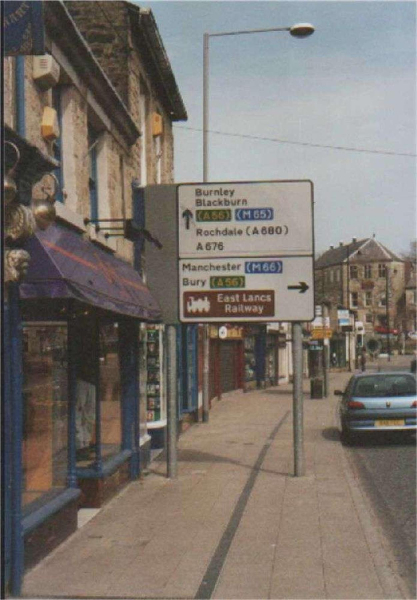 Burnley
Blackburn
(A56) (M65)
Rochdale (A680)
A676
Manchester (M66)
Bury (A56)
East Lancs
Railway